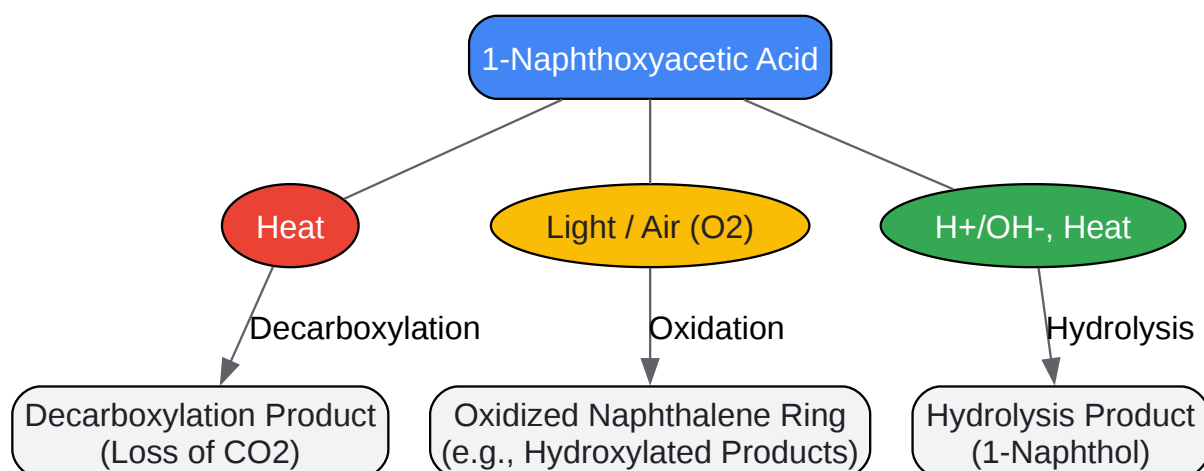 1-Naphthoxyacetic Acid
Heat
Light / Air (O2)
H+/OH-, Heat
Decarboxylation
Oxidation
Hydrolysis
Decarboxylation Product
(Loss of CO2)
Oxidized Naphthalene Ring
(e.g., Hydroxylated Products)
Hydrolysis Product
(1-Naphthol)